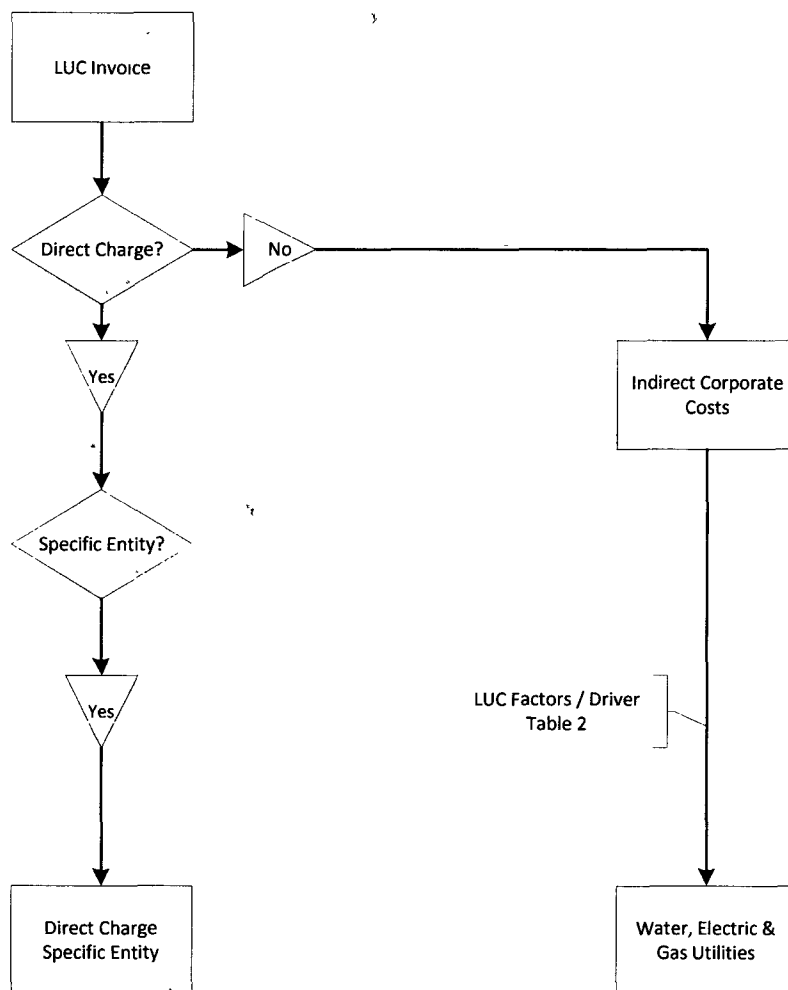 LUC Invoice
Direct Charge?
No
Yes
Indirect Corporate
Costs
Specific Entity?
Yes
LUC Factors / Driver
Table 2
Direct Charge
Specific Entity
Water, Electric &
Gas Utilities